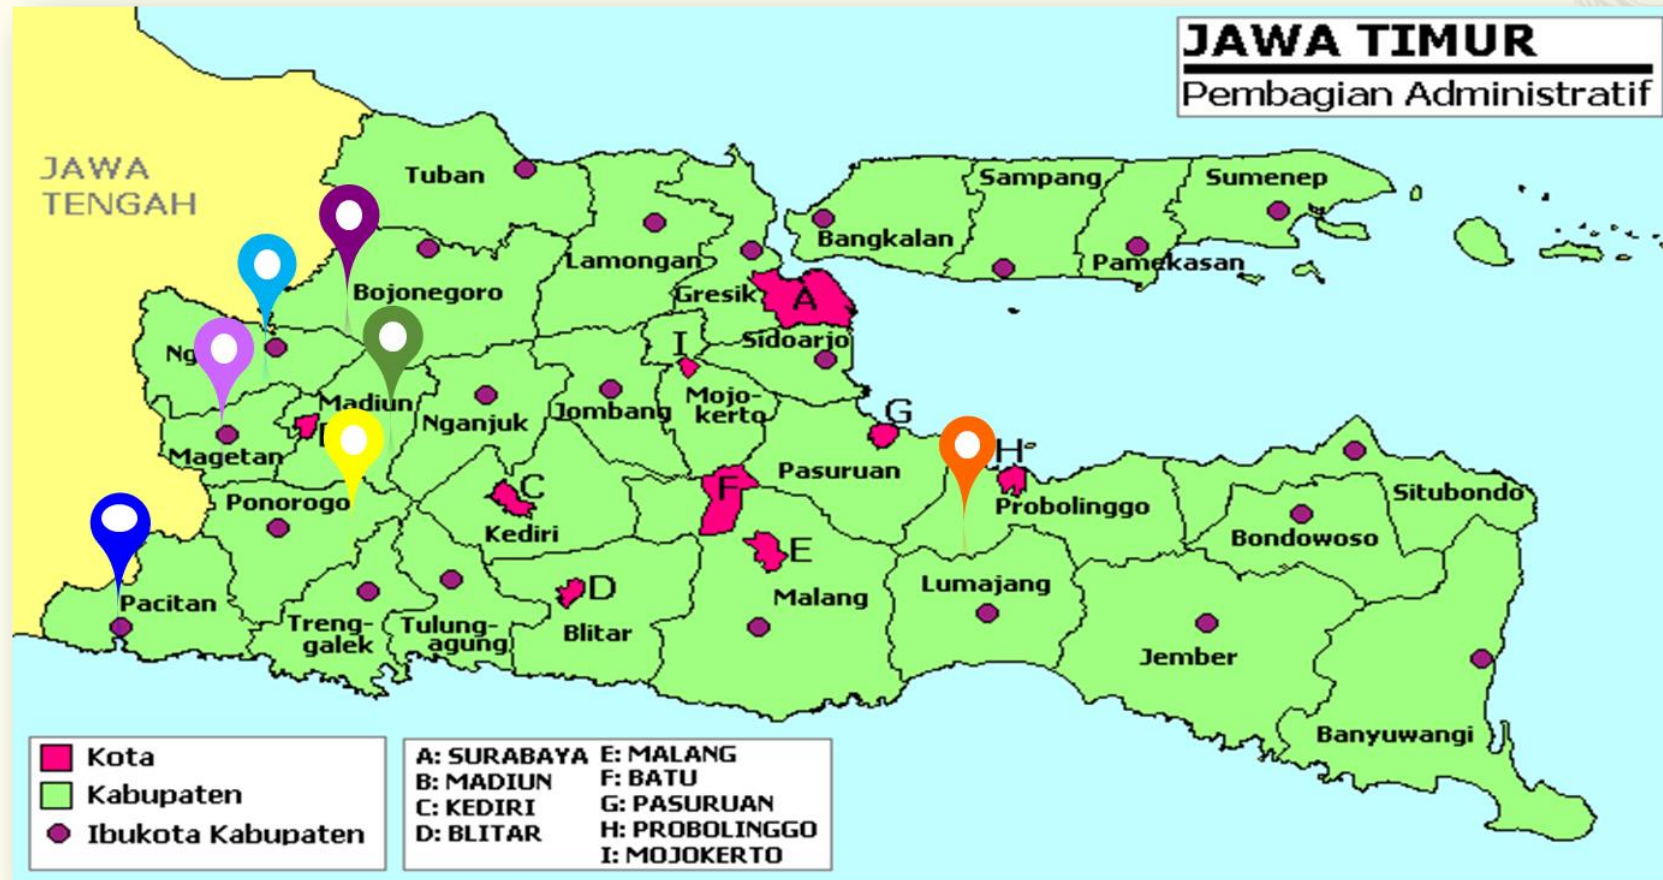 JAWA TIMUR
Pembagian Administratif
JAWA
TENGAH
Tuban
Sampang
Sumenep
Bangkalan
Lamongan
Pamekasan
Bojonegoro
Gresik
A
I
Sidoarjo
Ng
Madiun
Nganjuk
Jombang
Mojo-
kerto
G
Magetan
H
Pasuruan
Ponorogo
C
F
Probolinggo
Situbondo
Kediri
Bondowoso
E
D
Lumajang
Pacitan
Malang
Treng-
galek
Tulung-
agung
Blitar
Jember
Banyuwangi
Kota
Kabupaten
Ibukota Kabupaten
A: SURABAYA
B: MADIUN
C: KEDIRI
D: BLITAR
E: MALANG
F: BATU
G: PASURUAN
H: PROBOLINGGO
I: MOJOKERTO